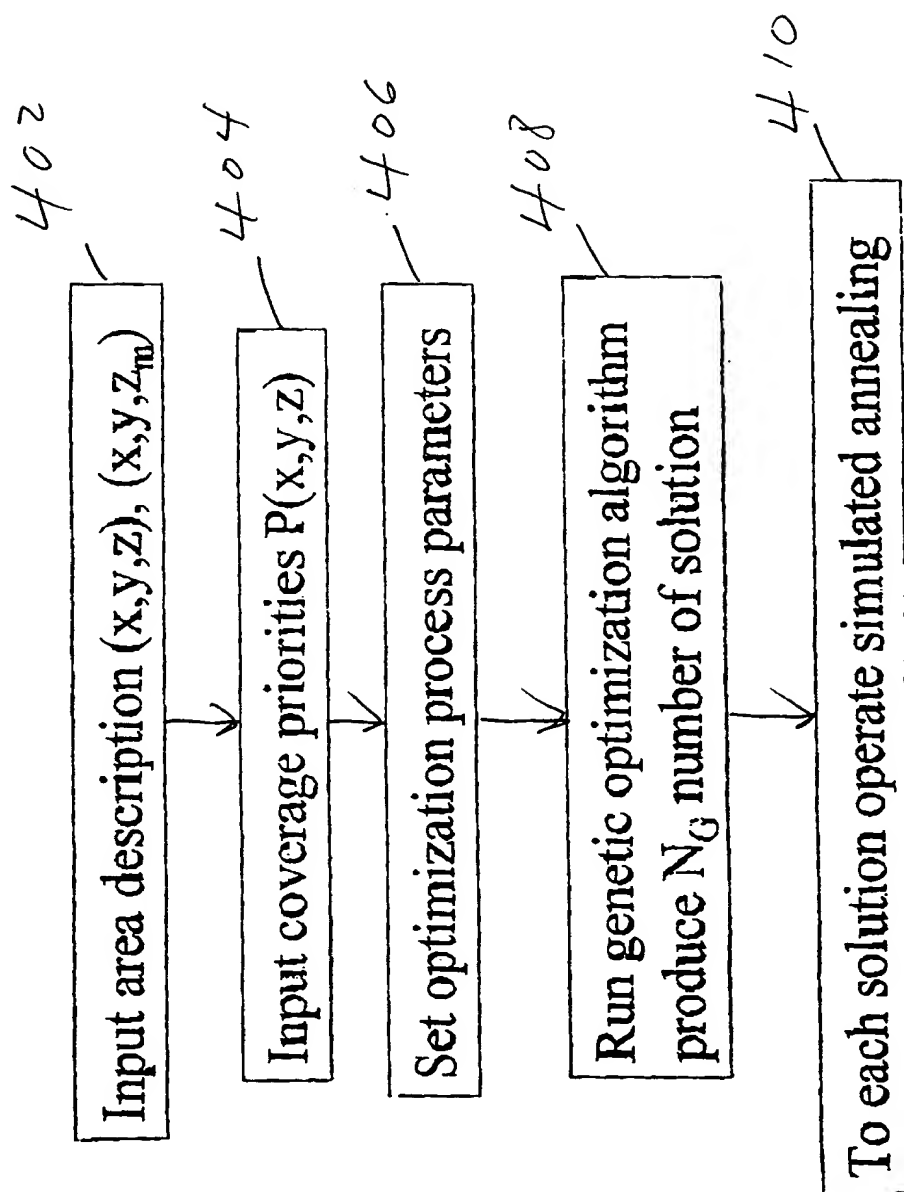 402
Input area description (x,y,z), (x,y,z_m)
404
Input coverage priorities P(x,y,z)
406
Set optimization process parameters
408
Run genetic optimization algorithm
produce N_G number of solution
410
To each solution operate simulated annealing